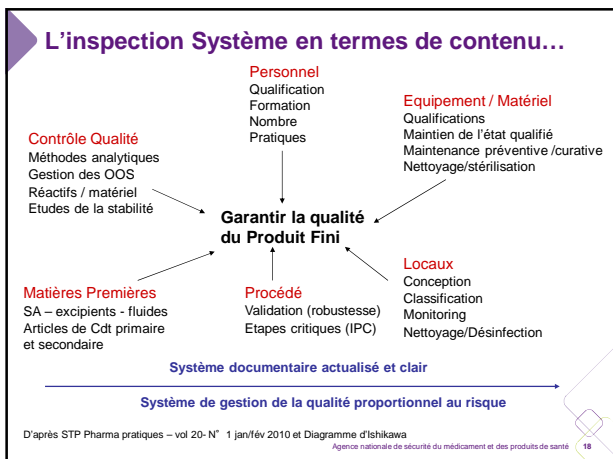 L'inspection Système en termes de contenu…
Personnel
Qualification
Formation
Nombre
Pratiques
Equipement / Matériel
Qualifications
Maintien de l'état qualifié
Maintenance préventive /curative
Nettoyage/stérilisation
Contrôle Qualité
Méthodes analytiques
Gestion des OOS
Réactifs / matériel
Etudes de la stabilité
Garantir la qualité
du Produit Fini
Matières Premières
SA – excipients - fluides
Articles de Cdt primaire
et secondaire
Procédé
Validation (robustesse)
Etapes critiques (IPC)
Locaux
Conception
Classification
Monitoring
Nettoyage/Désinfection
Système documentaire actualisé et clair
Système de gestion de la qualité proportionnel au risque
D'après STP Pharma pratiques – vol 20- N° 1 jan/fév 2010 et Diagramme d'Ishikawa
Agence nationale de sécurité du médicament et des produits de santé 18